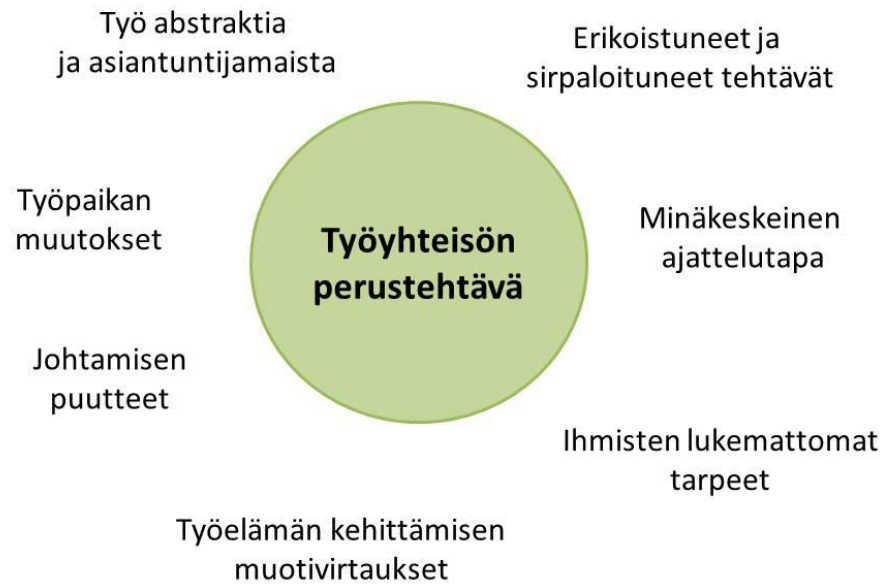 Työ abstraktia
ja asiantuntijamaista
Erikoistuneet ja
sirpaloituneet tehtävät
Työpaikan
muutokset
Työyhteisön
perustehtävä
Minäkeskeinen
ajattelutapa
Johtamisen
puutteet
Ihmisten lukemattomat
tarpeet
Työelämän kehittämisen
muotivirtaukset